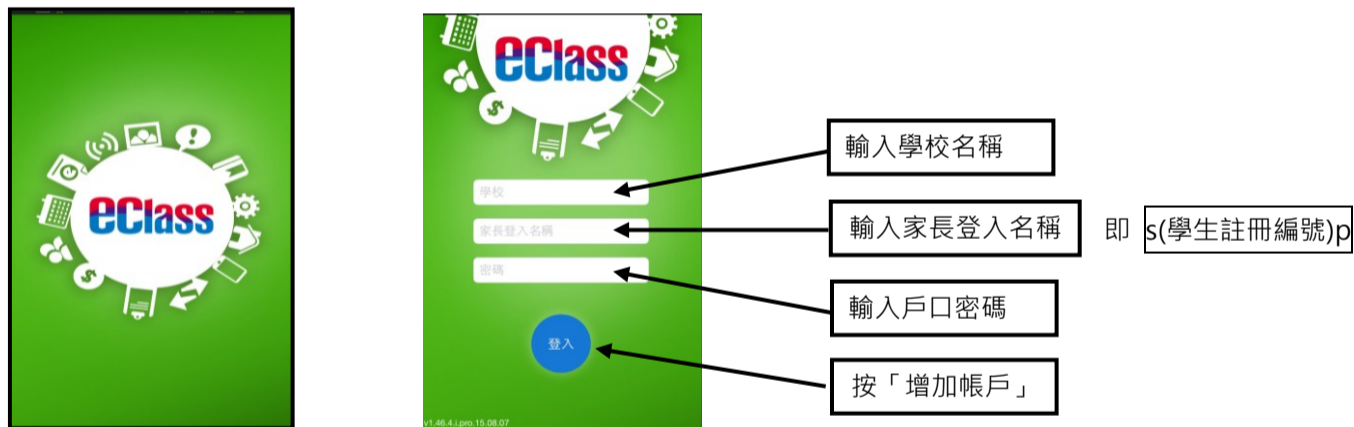 eClass
eClass
學校
家長登入名稱
密碼
登入
v1.46.4.i.pro.15.08.07
輸入學校名稱
輸入家長登入名稱 即 s(學生註冊編號)p
輸入戶口密碼
按「增加帳戶」